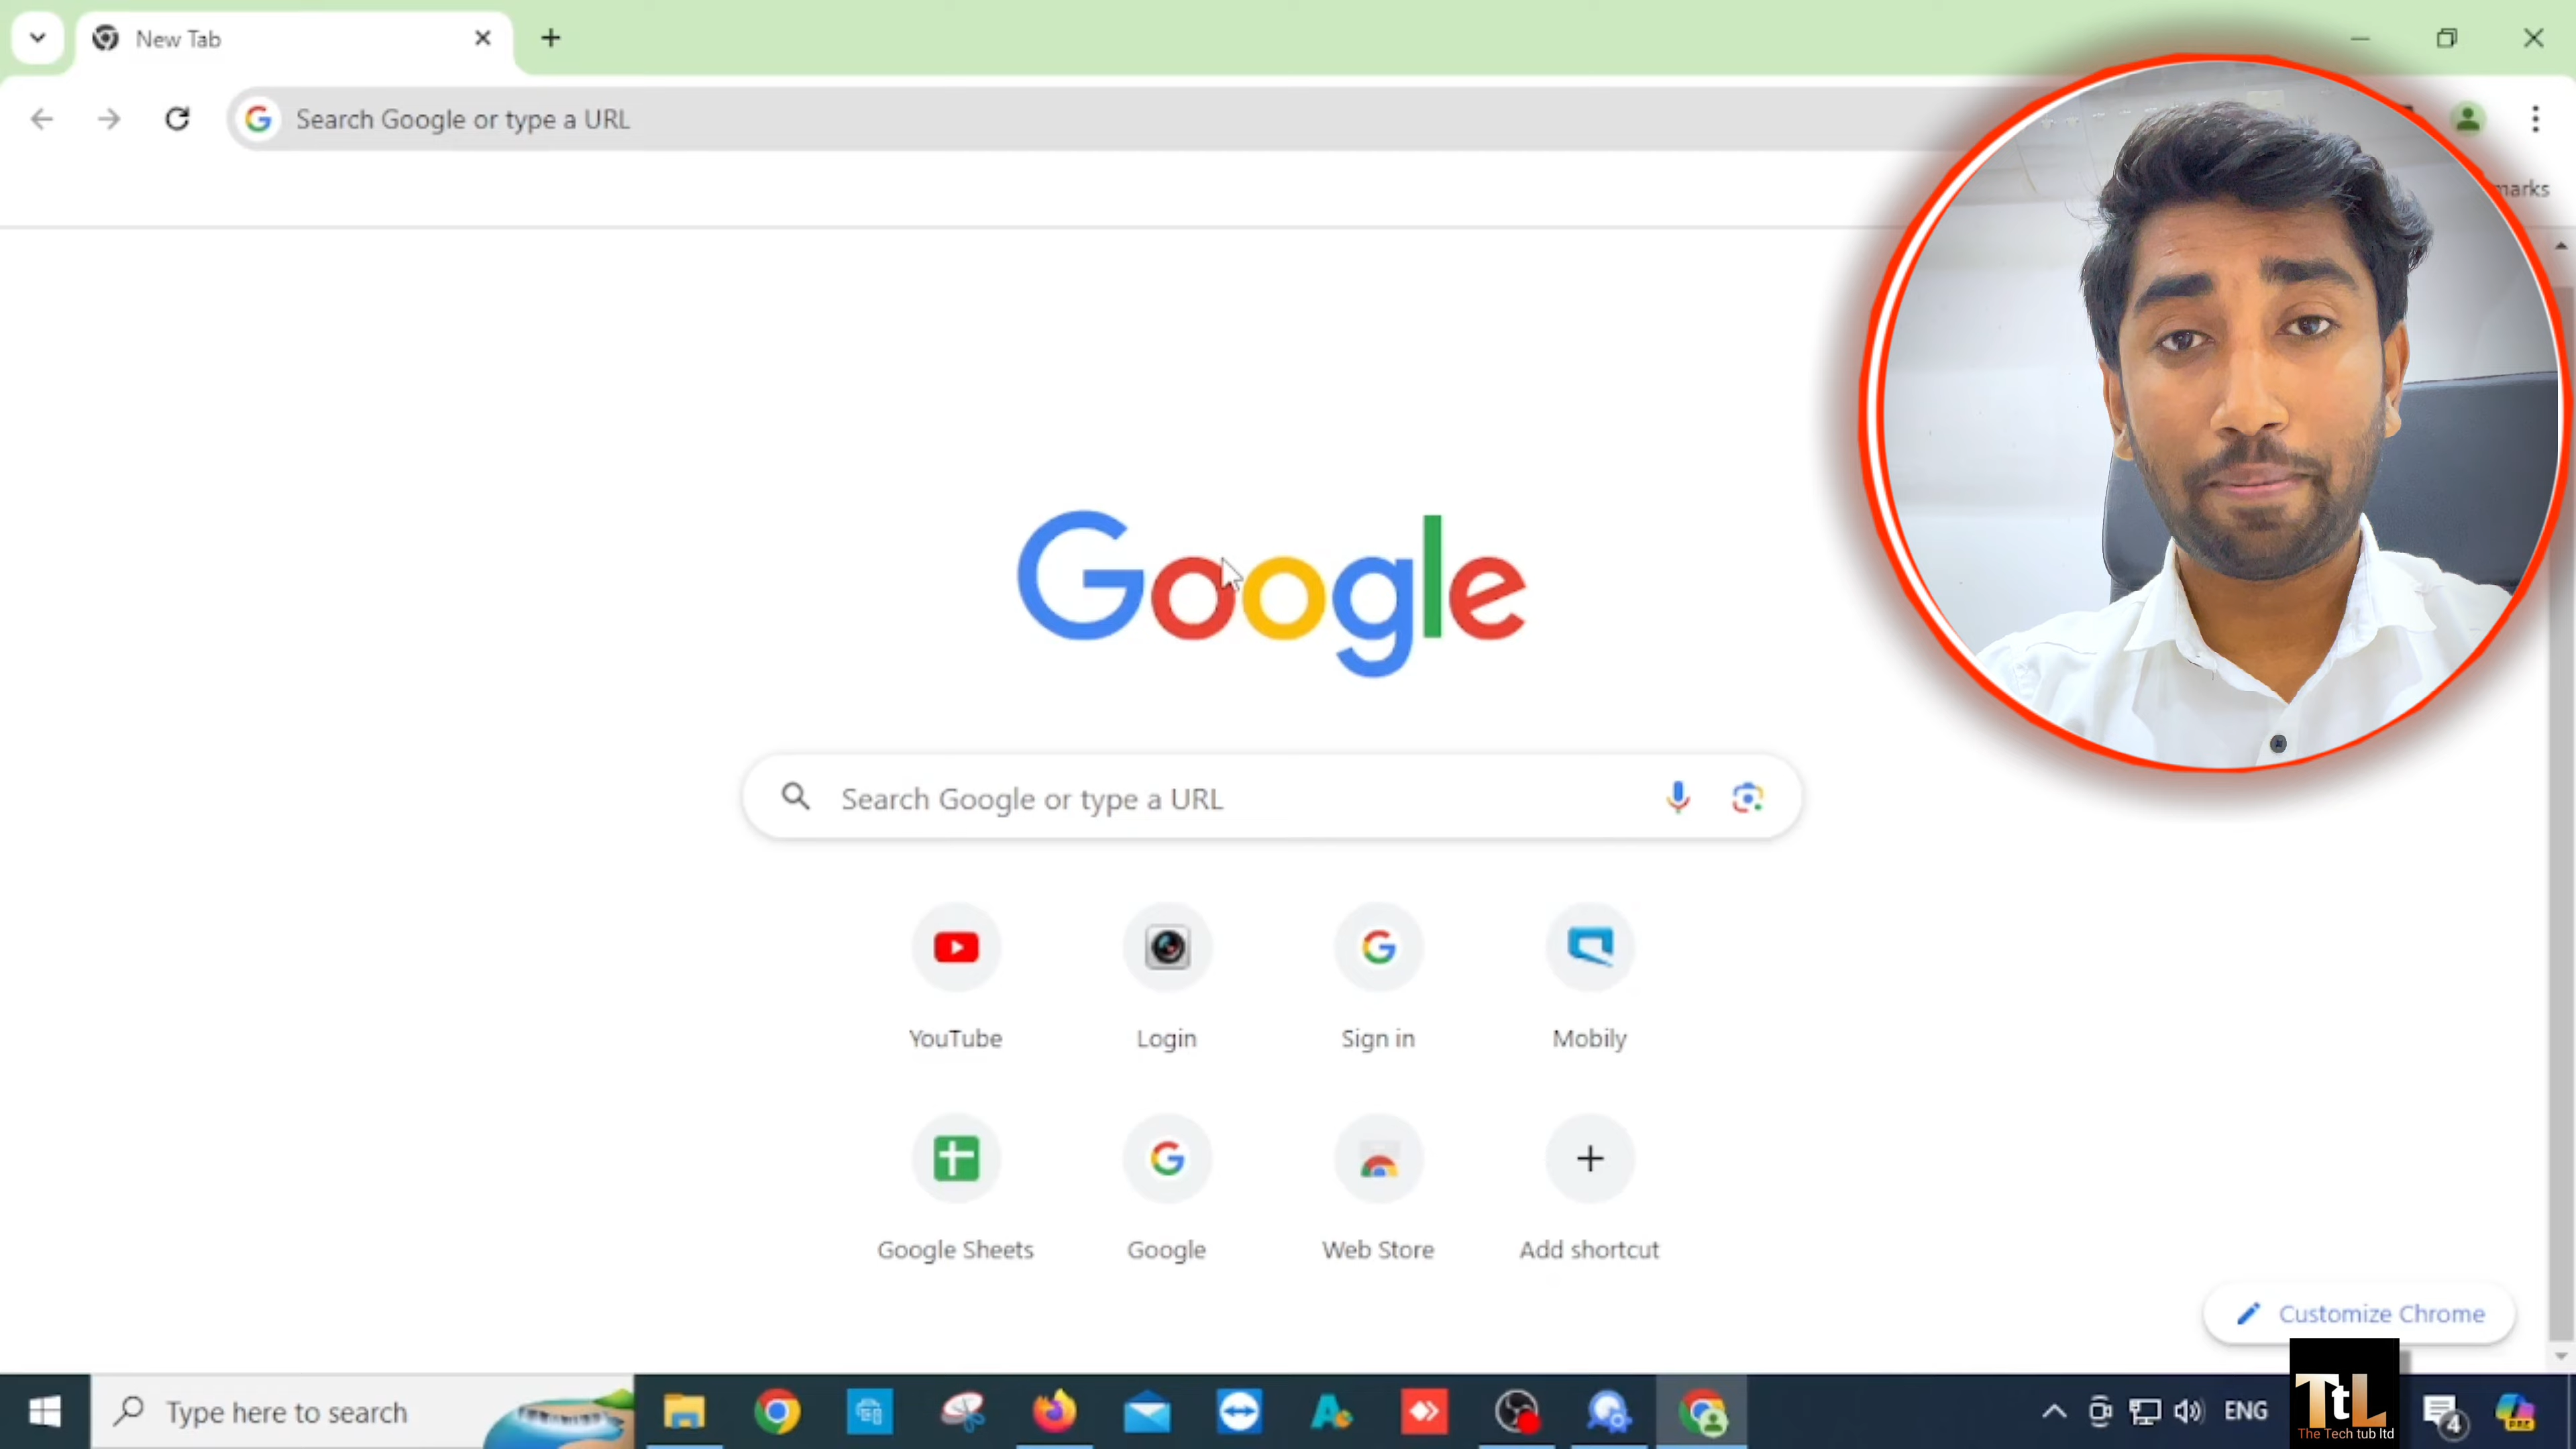 New Tab
Search Google or type a URL
marks
Google
Search Google or type a URL
YouTube
Login
Sign in
Mobily
Google Sheets
Google
Web Store
Add shortcut
Customize Chrome
Type here to search
ENG
TtL
The Tech tub ltd
4
PRE